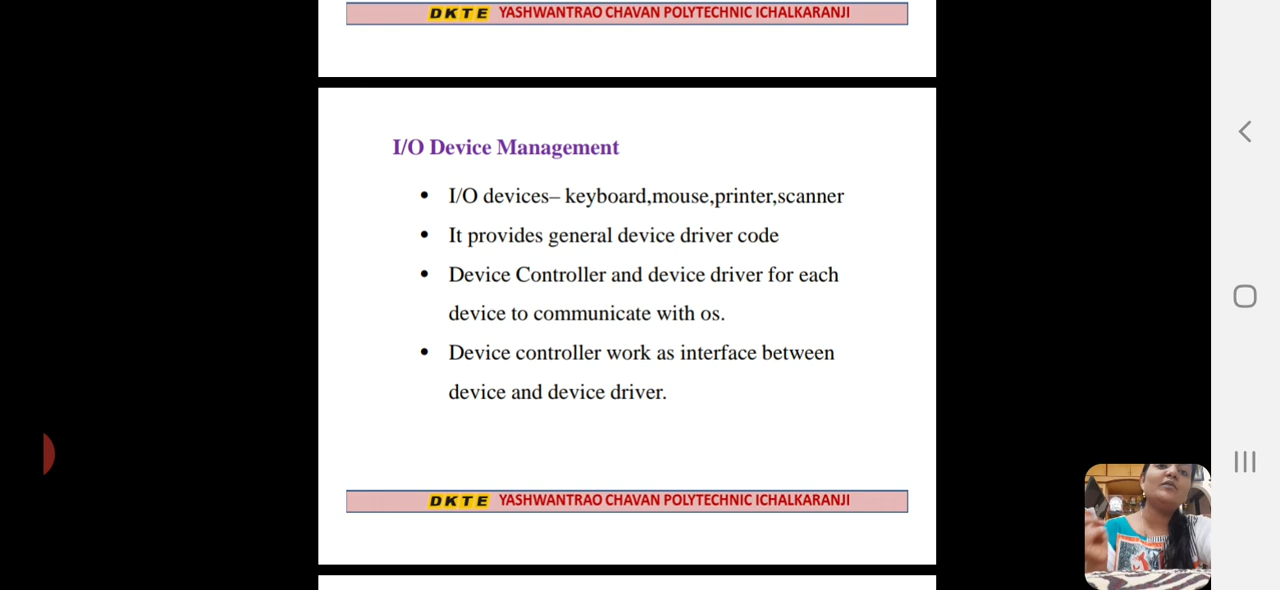 DKTE YASHWANTRAO CHAVAN POLYTECHNIC ICHALKARANJI
I/O Device Management
• I/O devices– keyboard,mouse,printer,scanner
• It provides general device driver code
• Device Controller and device driver for each
device to communicate with os.
• Device controller work as interface between
device and device driver.
DKTE YASHWANTRAO CHAVAN POLYTECHNIC ICHALKARANJI